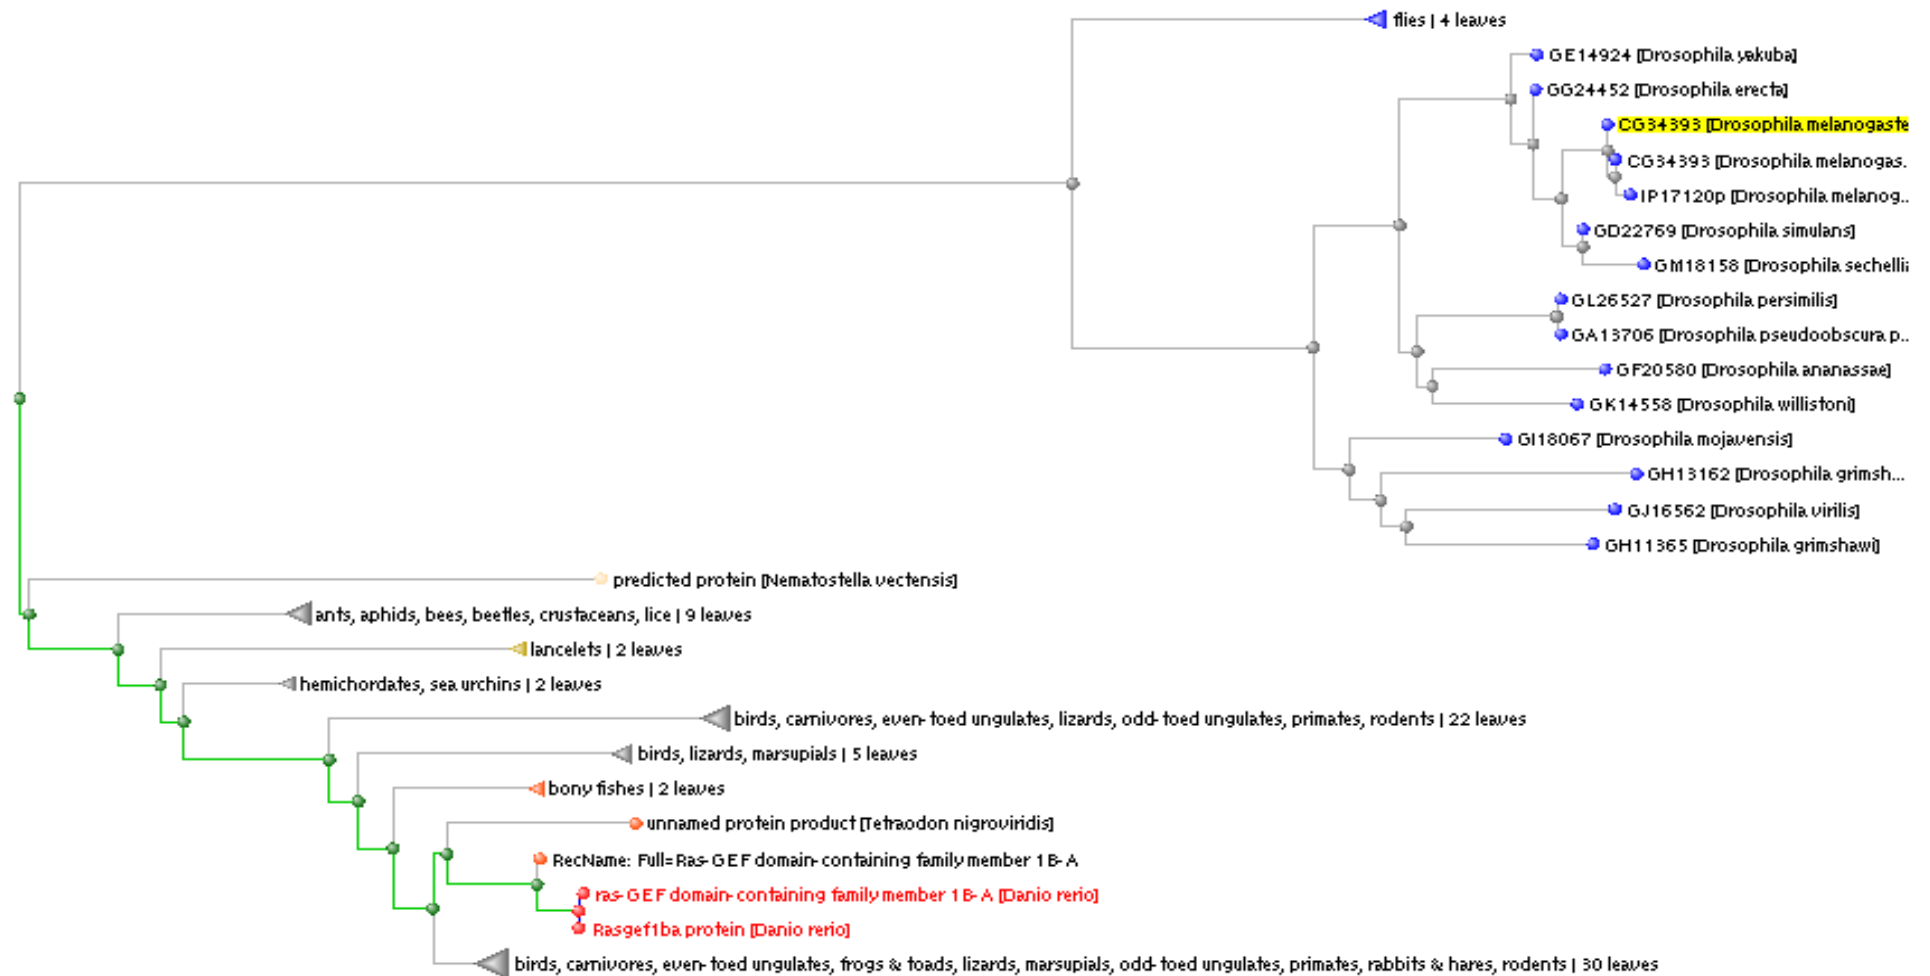 flies | 4 leaves
GE14924 [Drosophila yakuba]
GG24452 [Drosophila erecta]
CG34393 [Drosophila melanogaste
CG34393 [Drosophila melanogas.
IP17120p [Drosophila melanog..
GD22769 [Drosophila simulans]
GM18158 [Drosophila sechellia
GL26527 [Drosophila persimilis]
GA13706 [Drosophila pseudoobscura p..
GF20580 [Drosophila ananassae]
GK14558 [Drosophila willistoni]
GI18067 [Drosophila mojavensis]
GH13162 [Drosophila grimsh...
GJ16562 [Drosophila virilis]
GH11365 [Drosophila grimshawi]
predicted protein [Nematostella vectensis]
ants, aphids, bees, beetles, crustaceans, lice | 9 leaves
lancelets | 2 leaves
hemichordates, sea urchins | 2 leaves
birds, carnivores, even-toed ungulates, lizards, odd-toed ungulates, primates, rodents | 22 leaves
birds, lizards, marsupials | 5 leaves
bony fishes | 2 leaves
unnamed protein product [Tetraodon nigroviridis]
RecName: Full=Ras-GEF domain-containing family member 1B-A
ras-GEF domain-containing family member 1B-A [Danio rerio]
Rasgef1ba protein [Danio rerio]
birds, carnivores, even-toed ungulates, frogs & toads, lizards, marsupials, odd-toed ungulates, primates, rabbits & hares, rodents | 30 leaves